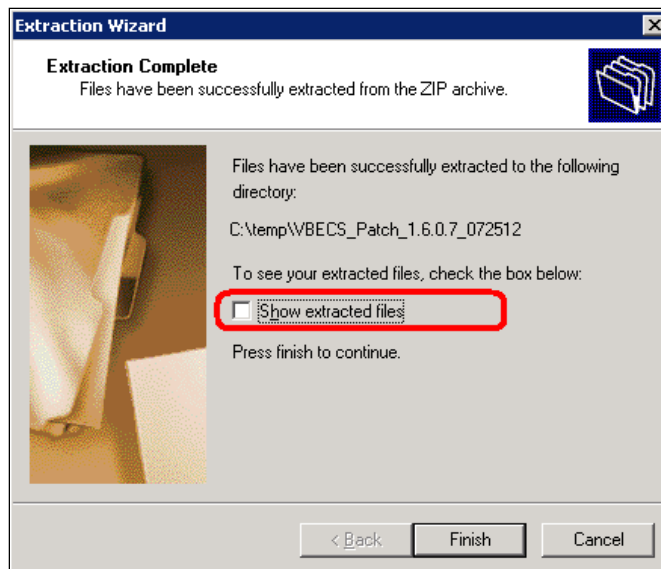 Extraction Wizard
Extraction Complete
Files have been successfully extracted from the ZIP archive.
Files have been successfully extracted to the following
directory:
C:\temp\VBECS_Patch_1.6.0.7_072512
To see your extracted files, check the box below:
Show extracted files
Press finish to continue.
< Back
Finish
Cancel